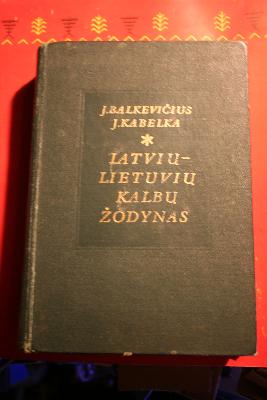 J. BALKEVIČIUS
J. KABELKA
*
LATVIŲ–
LIETUVIŲ
KALBŲ
ŽODYNAS